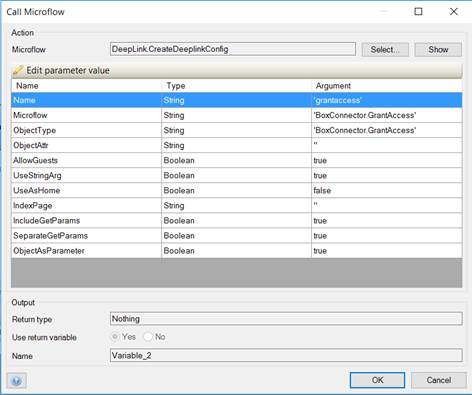 Call Microflow
Action
Microflow DeepLink.CreateDeeplinkConfig Select... Show
Edit parameter value
Name Type Argument
Name String 'grantaccess'
Microflow String 'BoxConnector.GrantAccess'
ObjectType String 'BoxConnector.GrantAccess'
ObjectAttr String ''
AllowGuests Boolean true
UseStringArg Boolean true
UseAsHome Boolean false
IndexPage String ''
IncludeGetParams Boolean true
SeparateGetParams Boolean true
ObjectAsParameter Boolean true
Output
Return type Nothing
Use return variable Yes No
Name Variable_2
OK Cancel